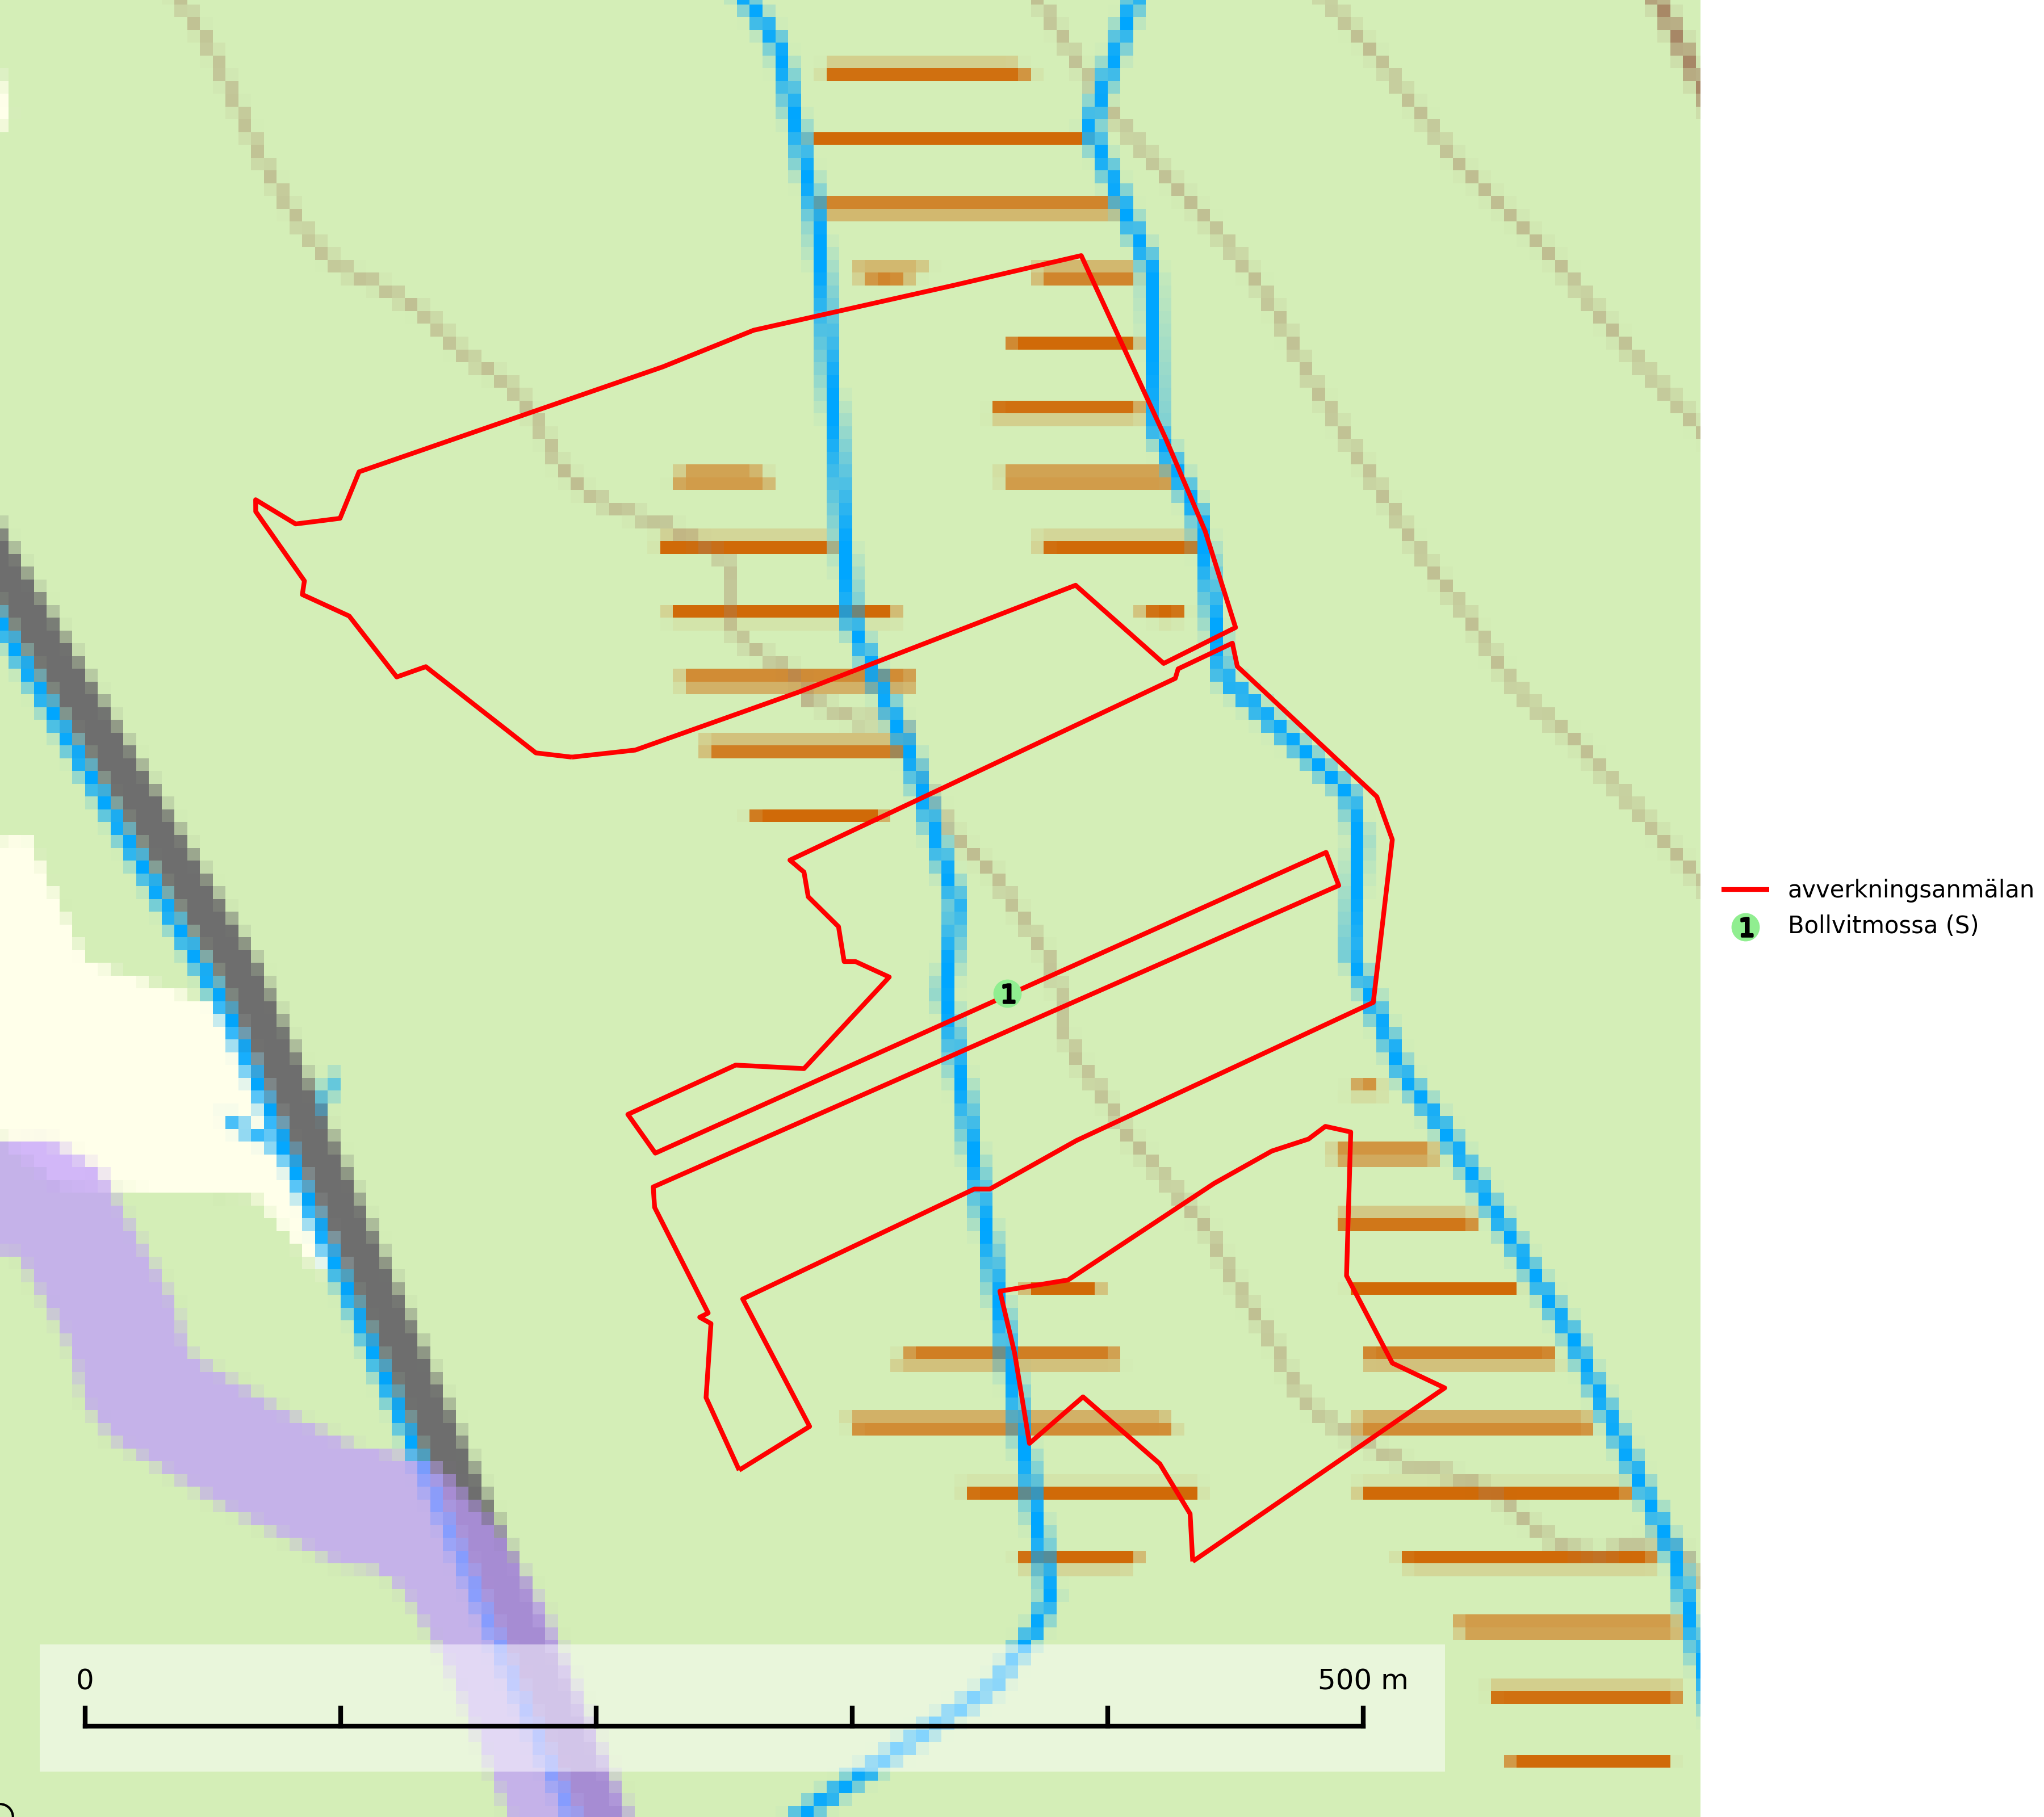 avverkningsanmälan
1 Bollvitmossa (S)
1
0 500 m